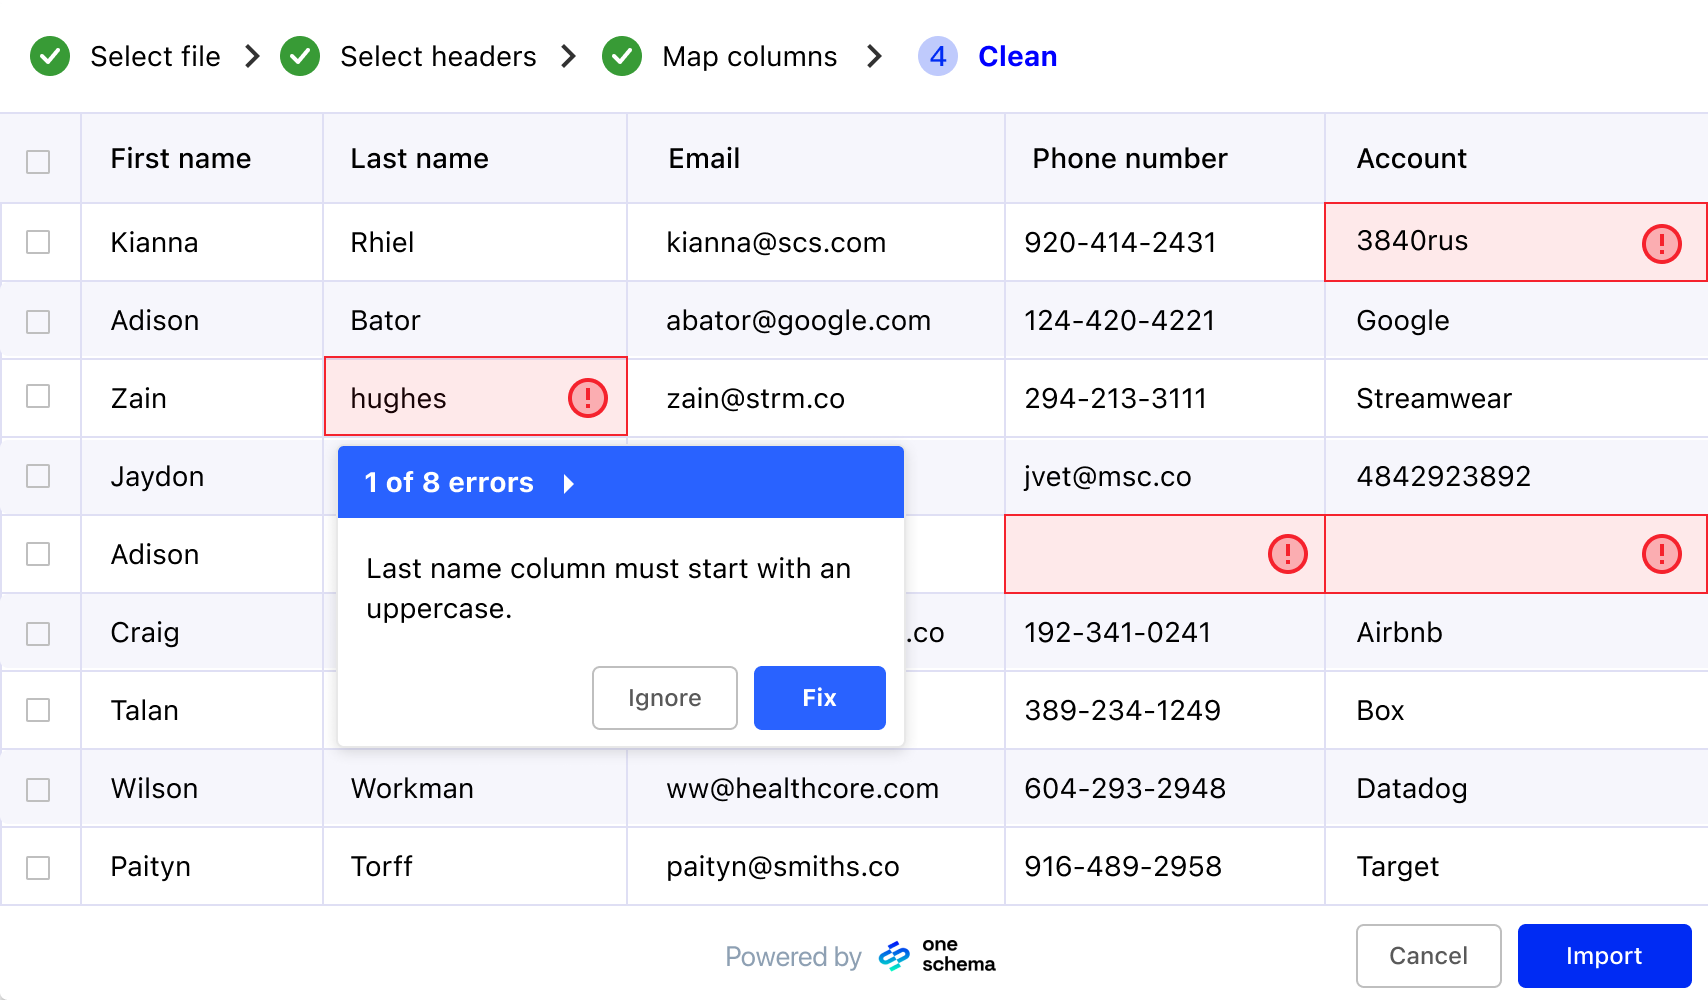 Select file Select headers Map columns 4 Clean
First name Last name Email Phone number Account
Kianna Rhiel kianna@scs.com 920-414-2431 3840rus
Adison Bator abator@google.com 124-420-4221 Google
Zain hughes zain@strm.co 294-213-3111 Streamwear
Jaydon jvet@msc.co 4842923892
1 of 8 errors
Adison
Last name column must start with an
uppercase.
Craig .co 192-341-0241 Airbnb
Talan 389-234-1249 Box
Ignore Fix
Wilson Workman ww@healthcore.com 604-293-2948 Datadog
Paityn Torff paityn@smiths.co 916-489-2958 Target
Powered by one
schema
Cancel Import